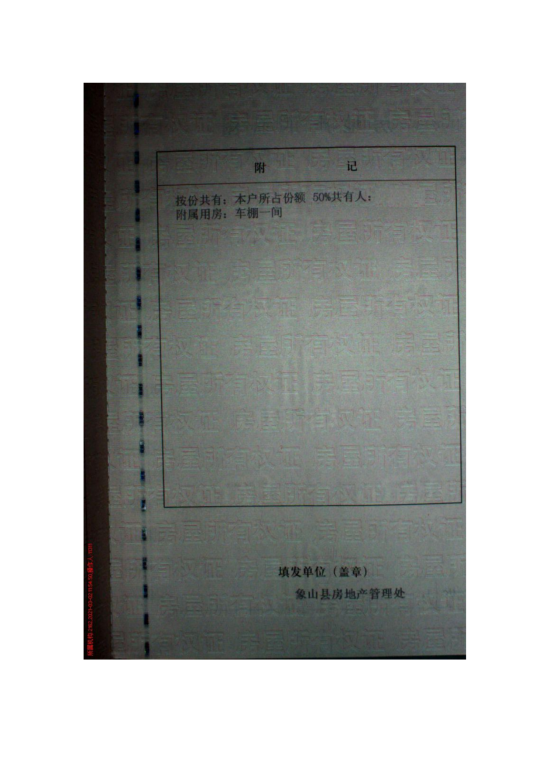 附 记
按份共有：本户所占份额 50%共有人：
附属用房：车棚一间
填发单位（盖章）
象山县房地产管理处